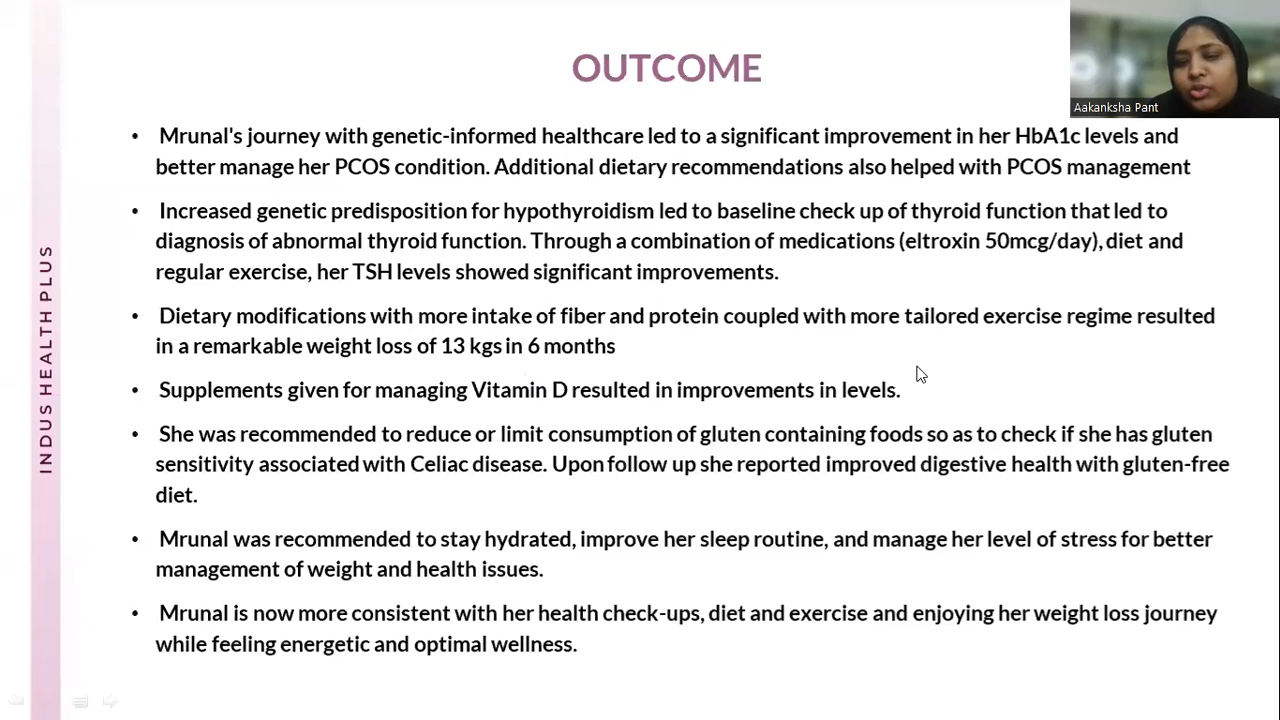 OUTCOME
Aakanksha Pant
• Mrunal's journey with genetic-informed healthcare led to a significant improvement in her HbA1c levels and
better manage her PCOS condition. Additional dietary recommendations also helped with PCOS management
• Increased genetic predisposition for hypothyroidism led to baseline check up of thyroid function that led to
diagnosis of abnormal thyroid function. Through a combination of medications (eltroxin 50mcg/day), diet and
regular exercise, her TSH levels showed significant improvements.
• Dietary modifications with more intake of fiber and protein coupled with more tailored exercise regime resulted
in a remarkable weight loss of 13 kgs in 6 months
• Supplements given for managing Vitamin D resulted in improvements in levels.
• She was recommended to reduce or limit consumption of gluten containing foods so as to check if she has gluten
sensitivity associated with Celiac disease. Upon follow up she reported improved digestive health with gluten-free
diet.
• Mrunal was recommended to stay hydrated, improve her sleep routine, and manage her level of stress for better
management of weight and health issues.
• Mrunal is now more consistent with her health check-ups, diet and exercise and enjoying her weight loss journey
while feeling energetic and optimal wellness.
INDUS HEALTH PLUS